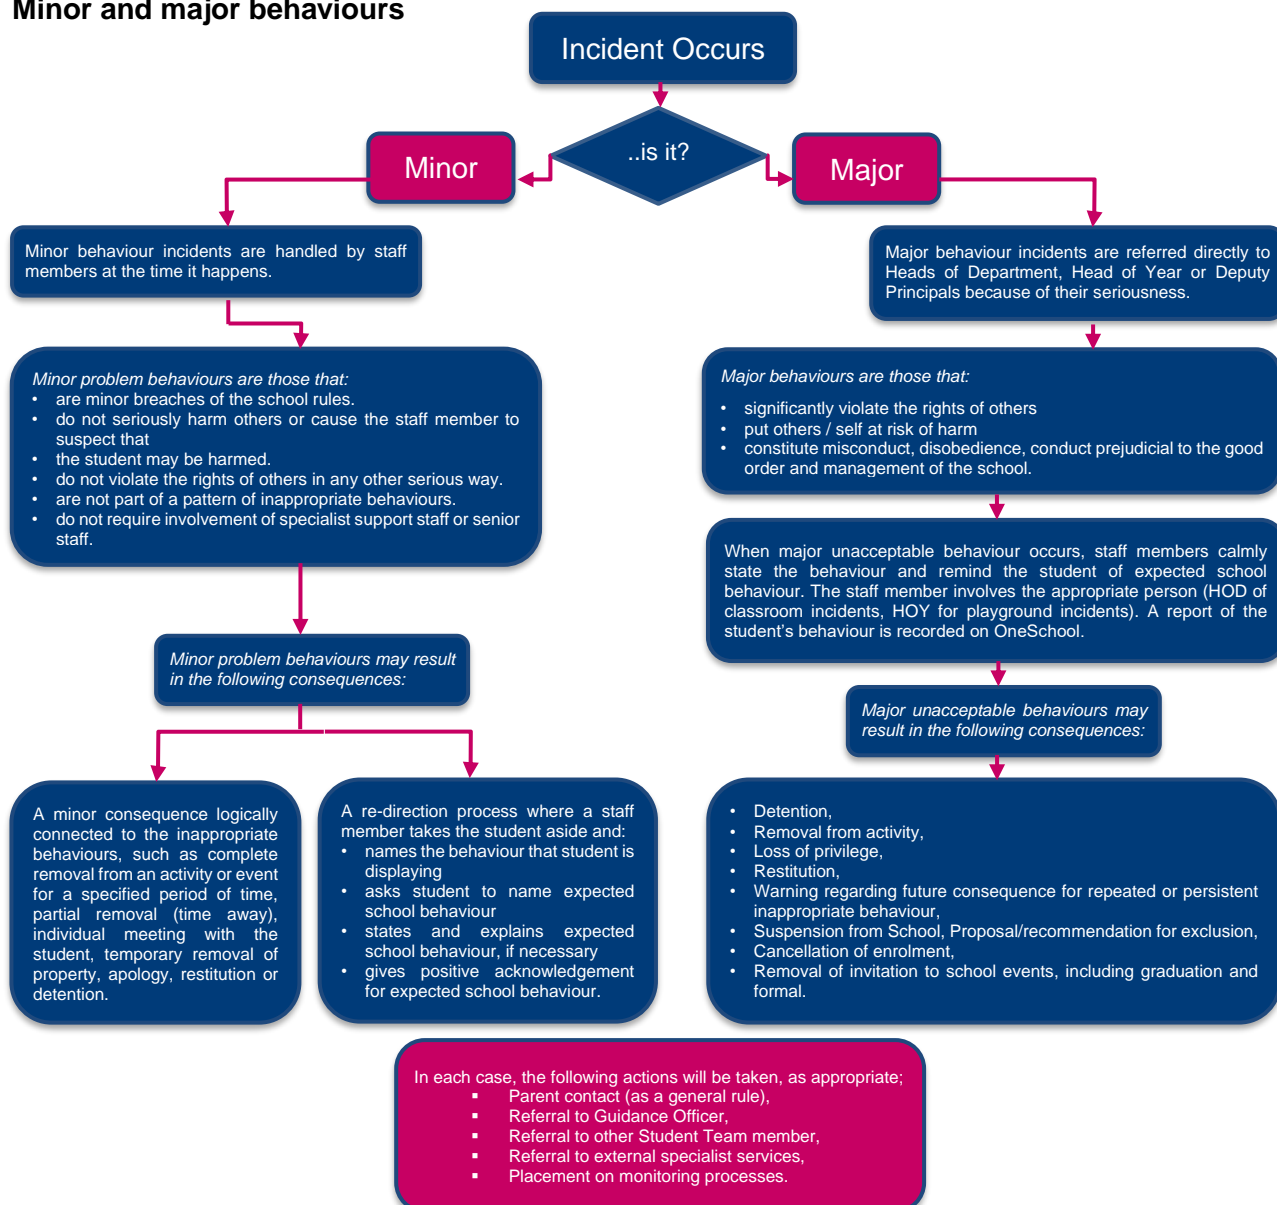 Minor and major behaviours
Incident Occurs
..is it?
Minor
Major
Minor behaviour incidents are handled by staff
members at the time it happens.
Major behaviour incidents are referred directly to
Heads of Department, Head of Year or Deputy
Principals because of their seriousness.
Minor problem behaviours are those that:
• are minor breaches of the school rules.
• do not seriously harm others or cause the staff member to
suspect that
• the student may be harmed.
• do not violate the rights of others in any other serious way.
• are not part of a pattern of inappropriate behaviours.
• do not require involvement of specialist support staff or senior
staff.
Major behaviours are those that:
• significantly violate the rights of others
• put others / self at risk of harm
• constitute misconduct, disobedience, conduct prejudicial to the good
order and management of the school.
When major unacceptable behaviour occurs, staff members calmly
state the behaviour and remind the student of expected school
behaviour. The staff member involves the appropriate person (HOD of
classroom incidents, HOY for playground incidents). A report of the
student's behaviour is recorded on OneSchool.
Minor problem behaviours may result
in the following consequences:
Major unacceptable behaviours may
result in the following consequences:
A minor consequence logically
connected to the inappropriate
behaviours, such as complete
removal from an activity or event
for a specified period of time,
partial removal (time away),
individual meeting with the
student, temporary removal of
property, apology, restitution or
detention.
A re-direction process where a staff
member takes the student aside and:
• names the behaviour that student is
displaying
• asks student to name expected
school behaviour
• states and explains expected
school behaviour, if necessary
• gives positive acknowledgement
for expected school behaviour.
• Detention,
• Removal from activity,
• Loss of privilege,
• Restitution,
• Warning regarding future consequence for repeated or persistent
inappropriate behaviour,
• Suspension from School, Proposal/recommendation for exclusion,
• Cancellation of enrolment,
• Removal of invitation to school events, including graduation and
formal.
In each case, the following actions will be taken, as appropriate;
▪ Parent contact (as a general rule),
▪ Referral to Guidance Officer,
▪ Referral to other Student Team member,
▪ Referral to external specialist services,
▪ Placement on monitoring processes.